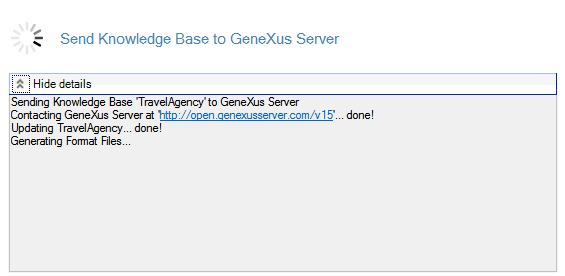 Send Knowledge Base to GeneXus Server
Hide details
Sending Knowledge Base 'TravelAgency' to GeneXus Server
Contacting GeneXus Server at 'http://open.genexusserver.com/v15'... done!
Updating TravelAgency... done!
Generating Format Files...